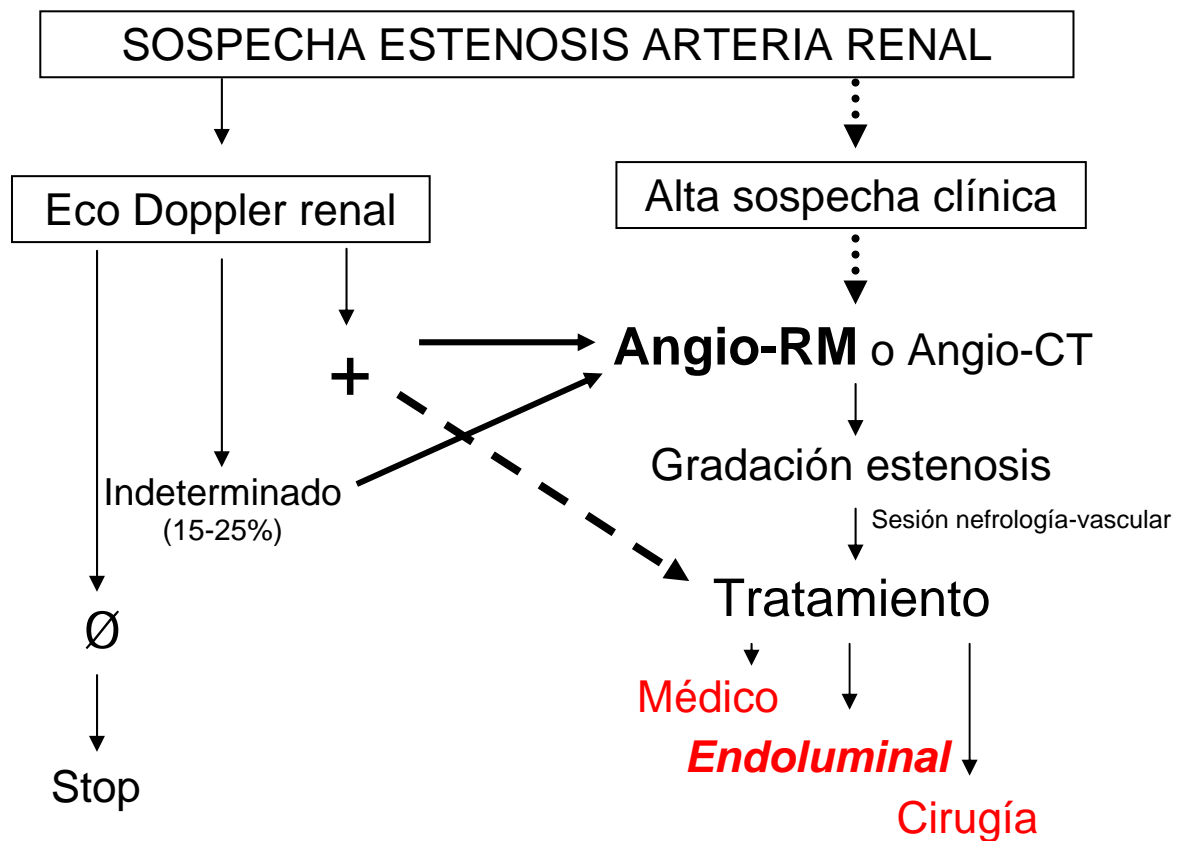 SOSPECHA ESTENOSIS ARTERIA RENAL
Eco Doppler renal
Alta sospecha clínica
+
Angio-RM o Angio-CT
Indeterminado
(15-25%)
Gradación estenosis
Sesión nefrología-vascular
Ø
Tratamiento
Stop
Médico
Endoluminal
Cirugía